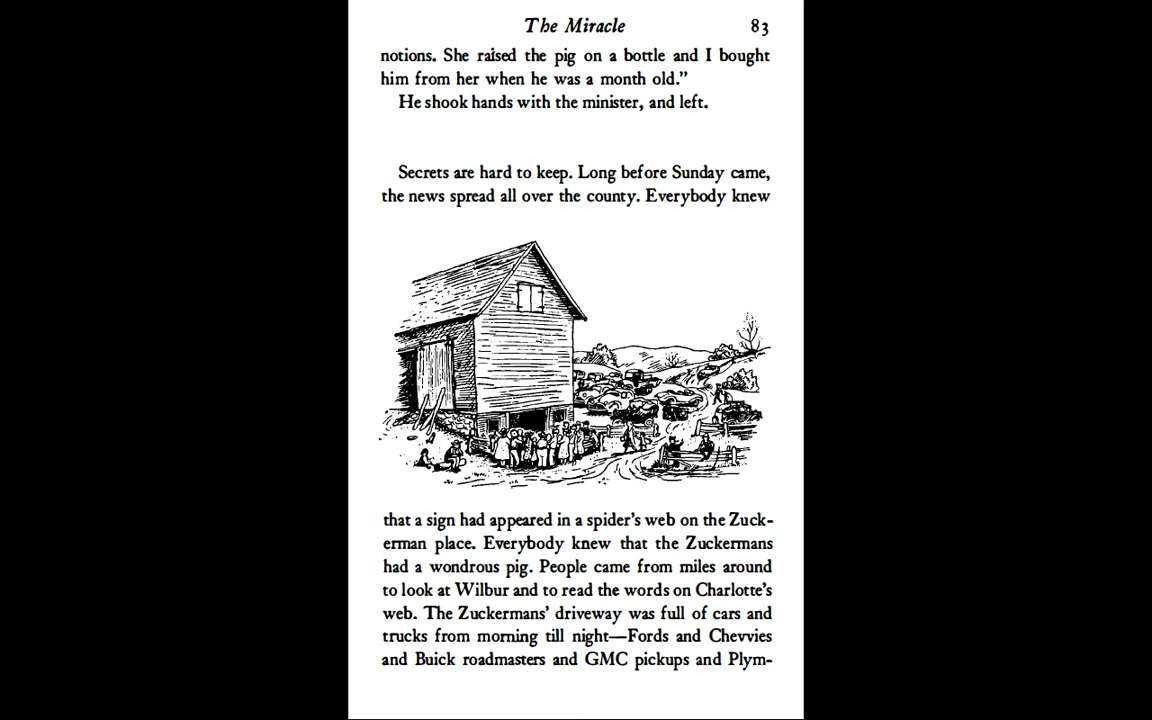 The Miracle 83
notions. She raised the pig on a bottle and I bought
him from her when he was a month old.”
He shook hands with the minister, and left.
Secrets are hard to keep. Long before Sunday came,
the news spread all over the county. Everybody knew
that a sign had appeared in a spider’s web on the Zuck-
erman place. Everybody knew that the Zuckermans
had a wondrous pig. People came from miles around
to look at Wilbur and to read the words on Charlotte’s
web. The Zuckermans’ driveway was full of cars and
trucks from morning till night—Fords and Chevvies
and Buick roadmasters and GMC pickups and Plym-